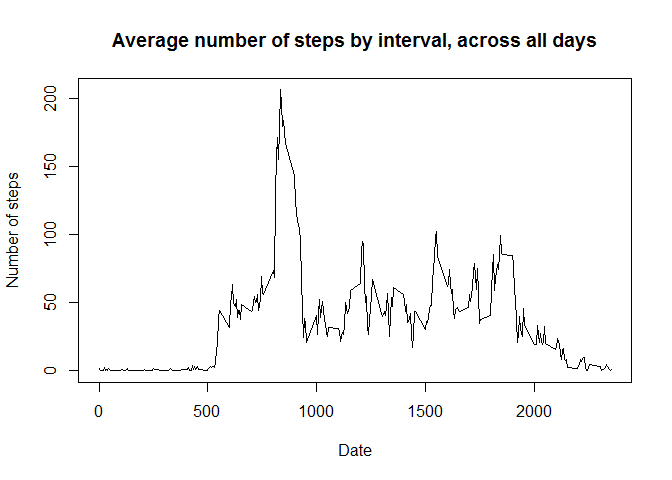 Average number of steps by interval, across all days
Number of steps
200
150
100
50
0
0 500 1000 1500 2000
Date